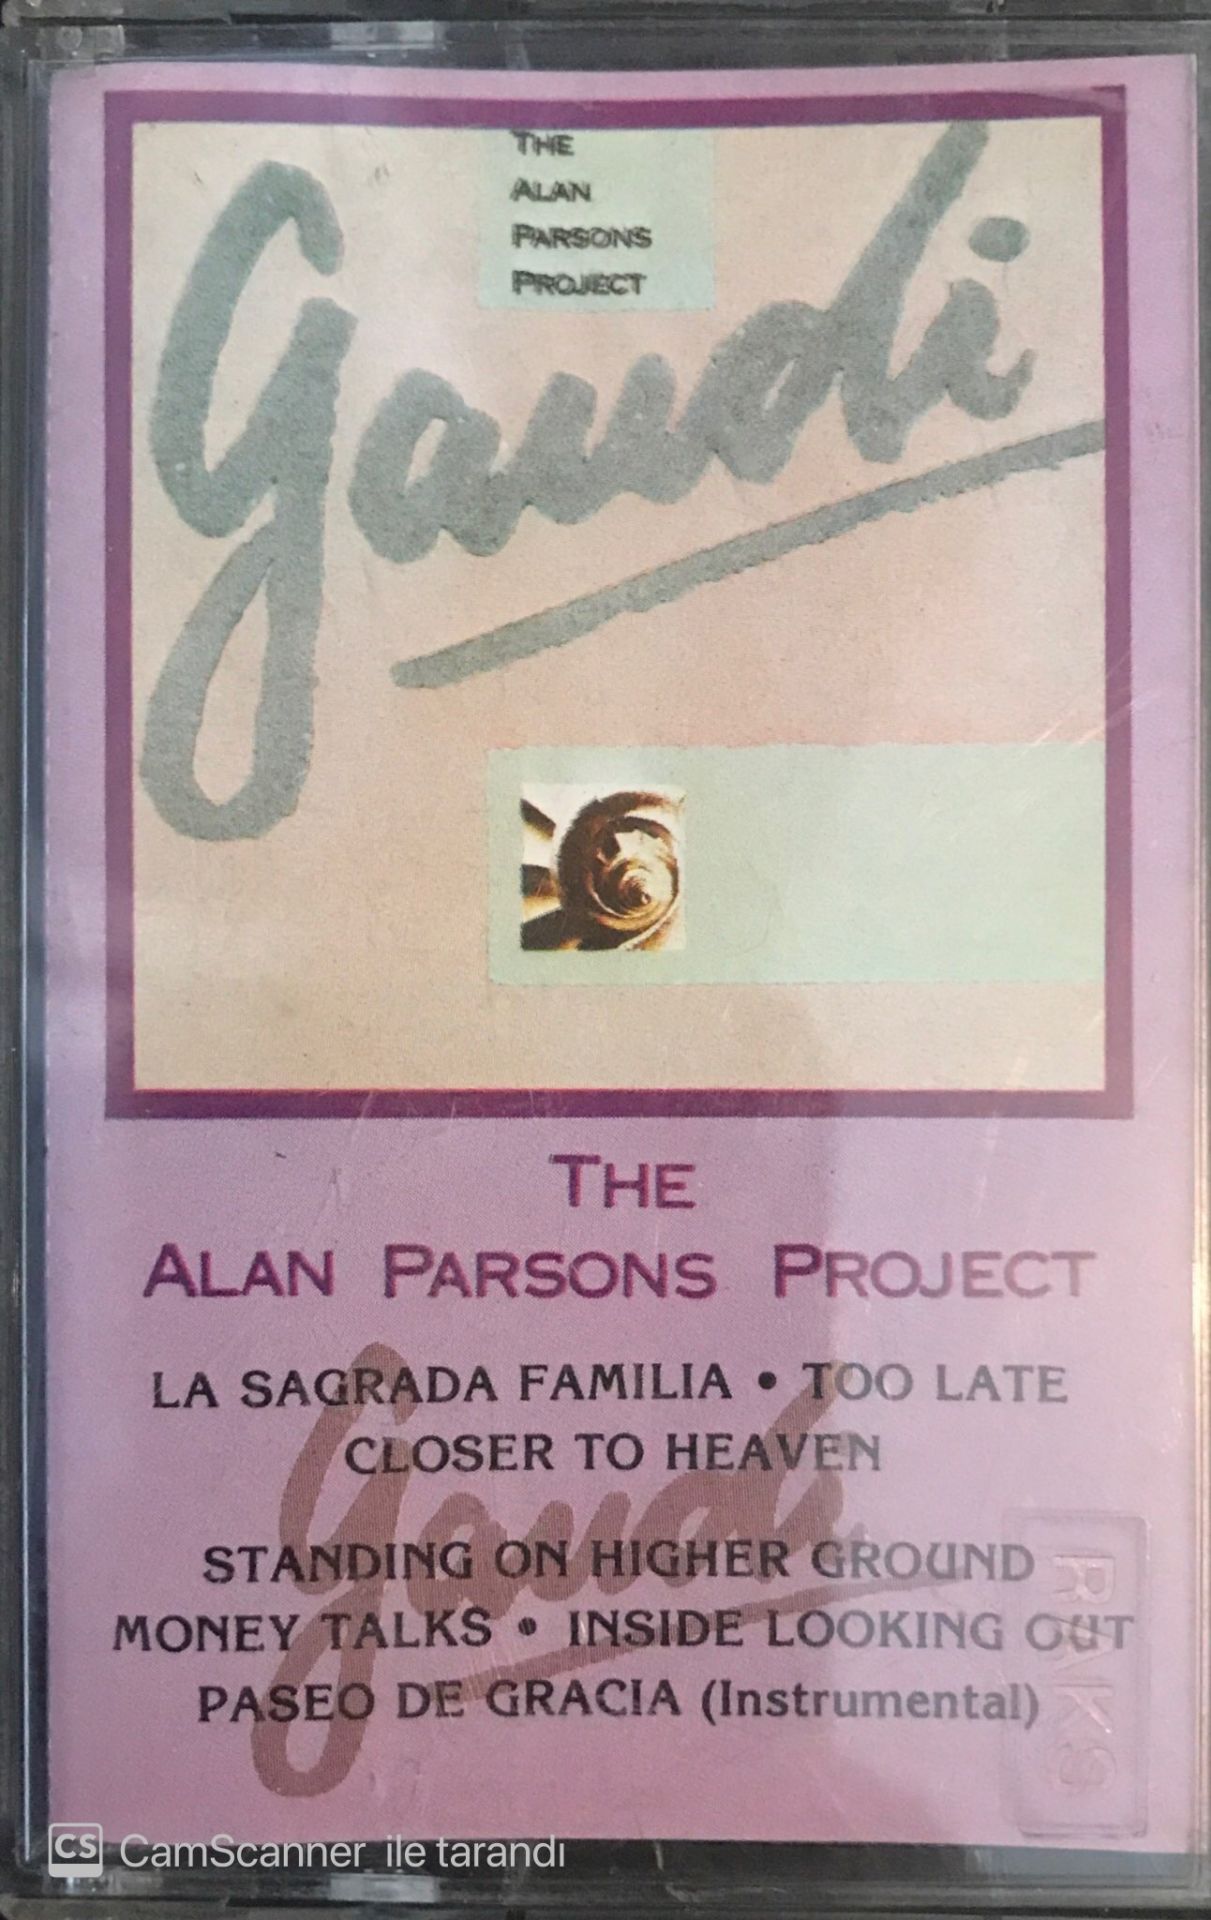 THE
ALAN
PARSONS
PROJECT
gaudi
THE
ALAN PARSONS PROJECT
LA SAGRADA FAMILIA • TOO LATE
CLOSER TO HEAVEN
gaudi
STANDING ON HIGHER GROUND
MONEY TALKS • INSIDE LOOKING OUT
PASEO DE GRACIA (Instrumental)
RAKS
CS CamScanner ile tarandı